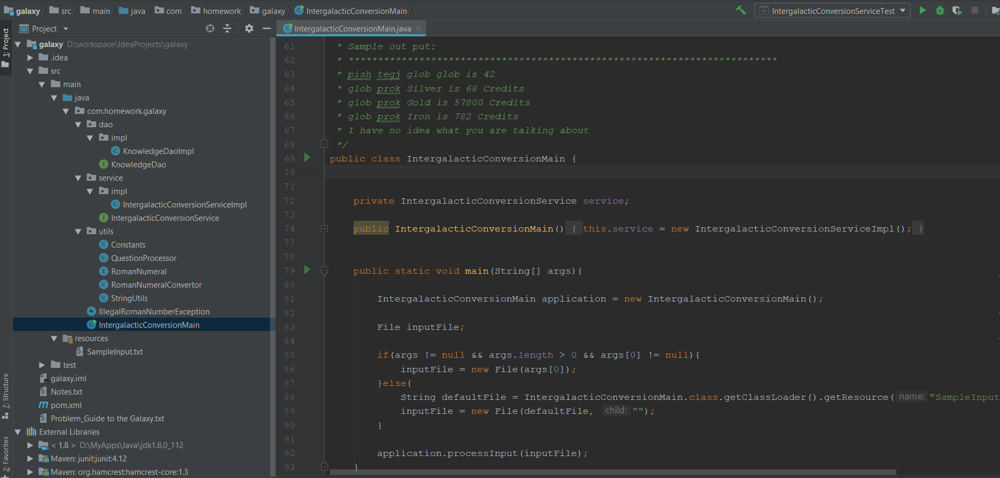 galaxy src main java com homework galaxy IntergalacticConversionMain IntergalacticConversionServiceTest
Project
IntergalacticConversionMain.java
1: Project
7: Structure
2: Favorites
galaxy D:\workspace\IdeaProjects\galaxy
.idea
src
main
java
com.homework.galaxy
dao
impl
KnowledgeDaoImpl
KnowledgeDao
service
impl
IntergalacticConversionServiceImpl
IntergalacticConversionService
utils
Constants
QuestionProcessor
RomanNumeral
RomanNumeralConvertor
StringUtils
IllegalRomanNumberException
IntergalacticConversionMain
resources
SampleInput.txt
test
galaxy.iml
Notes.txt
pom.xml
Problem_Guide to the Galaxy.txt
External Libraries
< 1.8 > D:\MyApps\Java\jdk1.8.0_112
Maven: junit:junit:4.12
Maven: org.hamcrest:hamcrest-core:1.3
61 * Sample out put:
62 * *************************************************************************
63 * pish tegj glob glob is 42
64 * glob prok Silver is 68 Credits
65 * glob prok Gold is 57800 Credits
66 * glob prok Iron is 782 Credits
67 * I have no idea what you are talking about
68 */
69 public class IntergalacticConversionMain {
70
71
72 private IntergalacticConversionService service;
73
74 public IntergalacticConversionMain() { this.service = new IntergalacticConversionServiceImpl(); }
77
78
79 public static void main(String[] args){
80
81 IntergalacticConversionMain application = new IntergalacticConversionMain();
82
83 File inputFile;
84
85 if(args != null && args.length > 0 && args[0] != null){
86 inputFile = new File(args[0]);
87 }else{
88 String defaultFile = IntergalacticConversionMain.class.getClassLoader().getResource( name: "SampleInput
89 inputFile = new File(defaultFile, child: "");
90 }
91
92 application.processInput(inputFile);
93 }